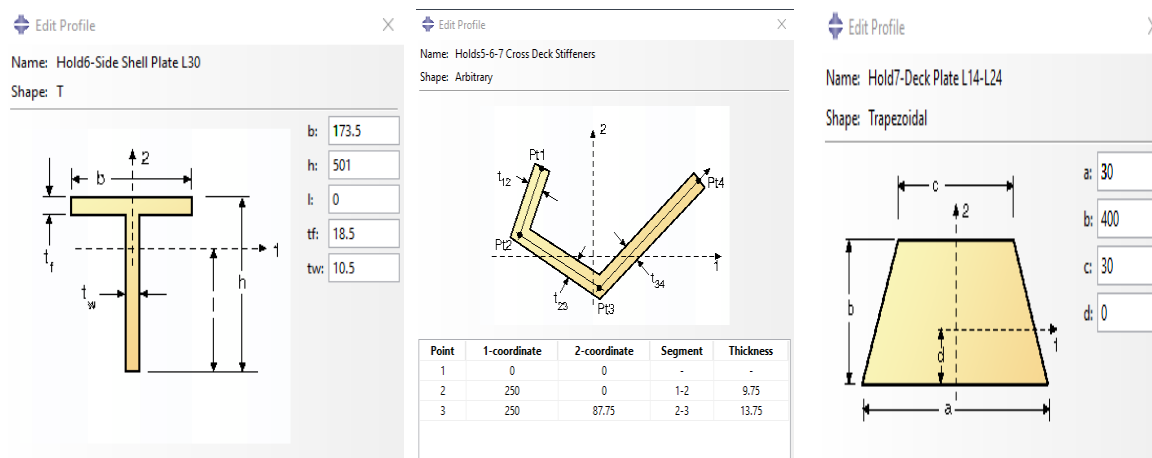 Edit Profile
Name: Hold6-Side Shell Plate L30
Shape: T
b: 173.5
h: 501
l: 0
tf: 18.5
tw: 10.5
2
b
1
h
tf
tw
Edit Profile
Name: Holds5-6-7 Cross Deck Stiffeners
Shape: Arbitrary
2
Pt1
t12
Pt4
Pt2
1
t34
t23
Pt3
Point 1-coordinate 2-coordinate Segment Thickness
1 0 0 - -
2 250 0 1-2 9.75
3 250 87.75 2-3 13.75
Edit Profile
Name: Hold7-Deck Plate L14-L24
Shape: Trapezoidal
a: 30
b: 400
c: 30
d: 0
c
2
b
1
d
a